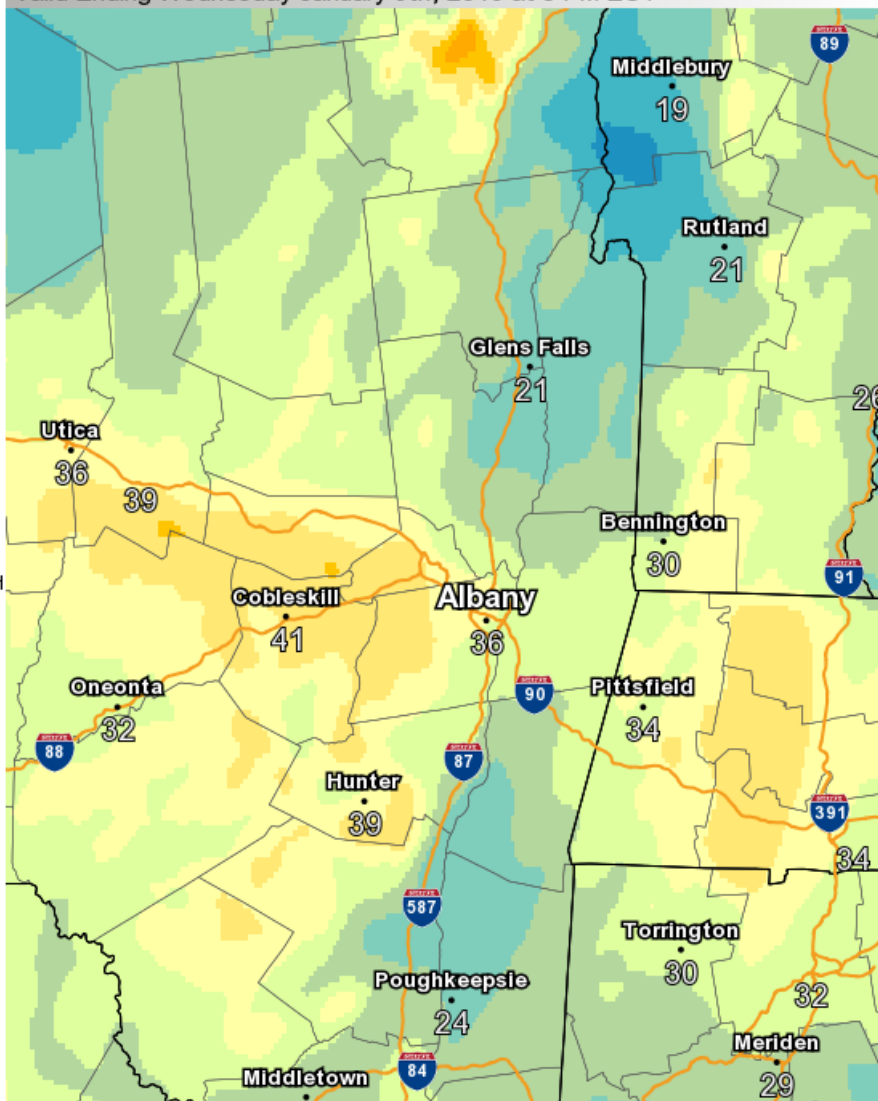 89
Middlebury
19
Rutland
21
Glens Falls
21
26
Utica
36
39
Bennington
30
91
Cobleskill
41
Albany
36
Oneonta
32
88
90
Pittsfield
34
87
Hunter
39
391
34
587
Torrington
30
32
Poughkeepsie
24
Meriden
29
84
Middletown